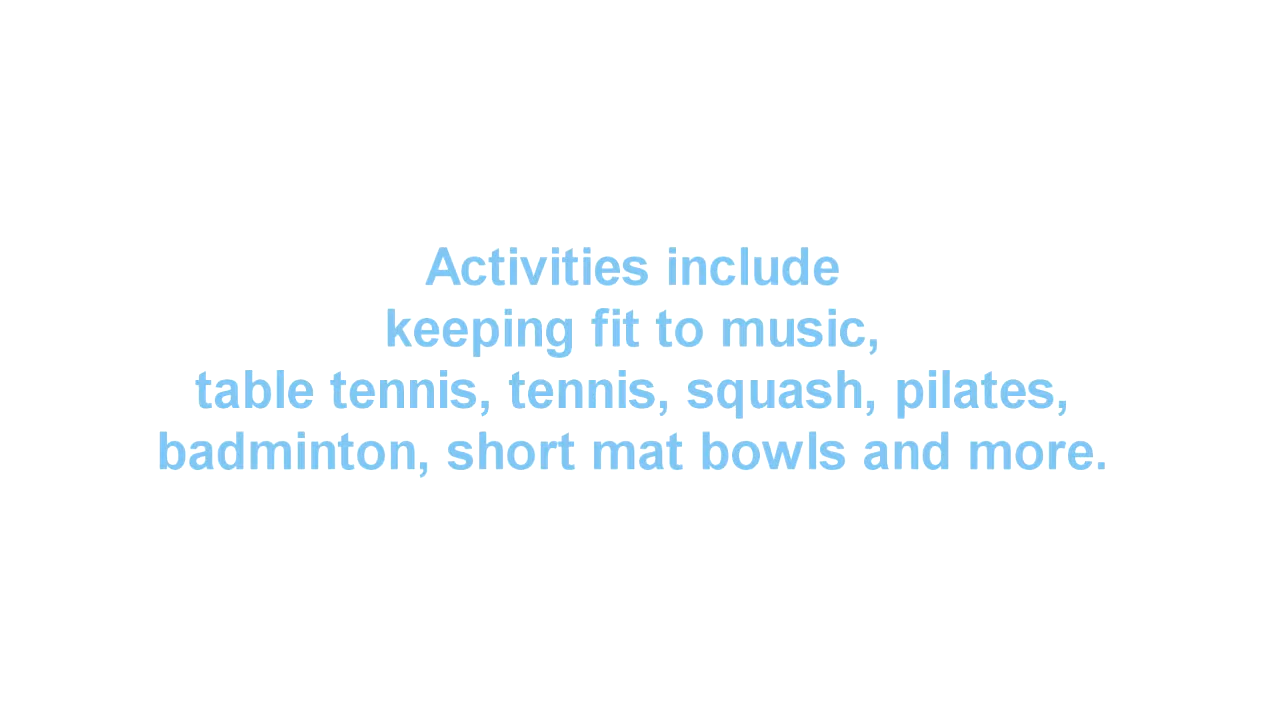 Activities include
keeping fit to music,
table tennis, tennis, squash, pilates,
badminton, short mat bowls and more.